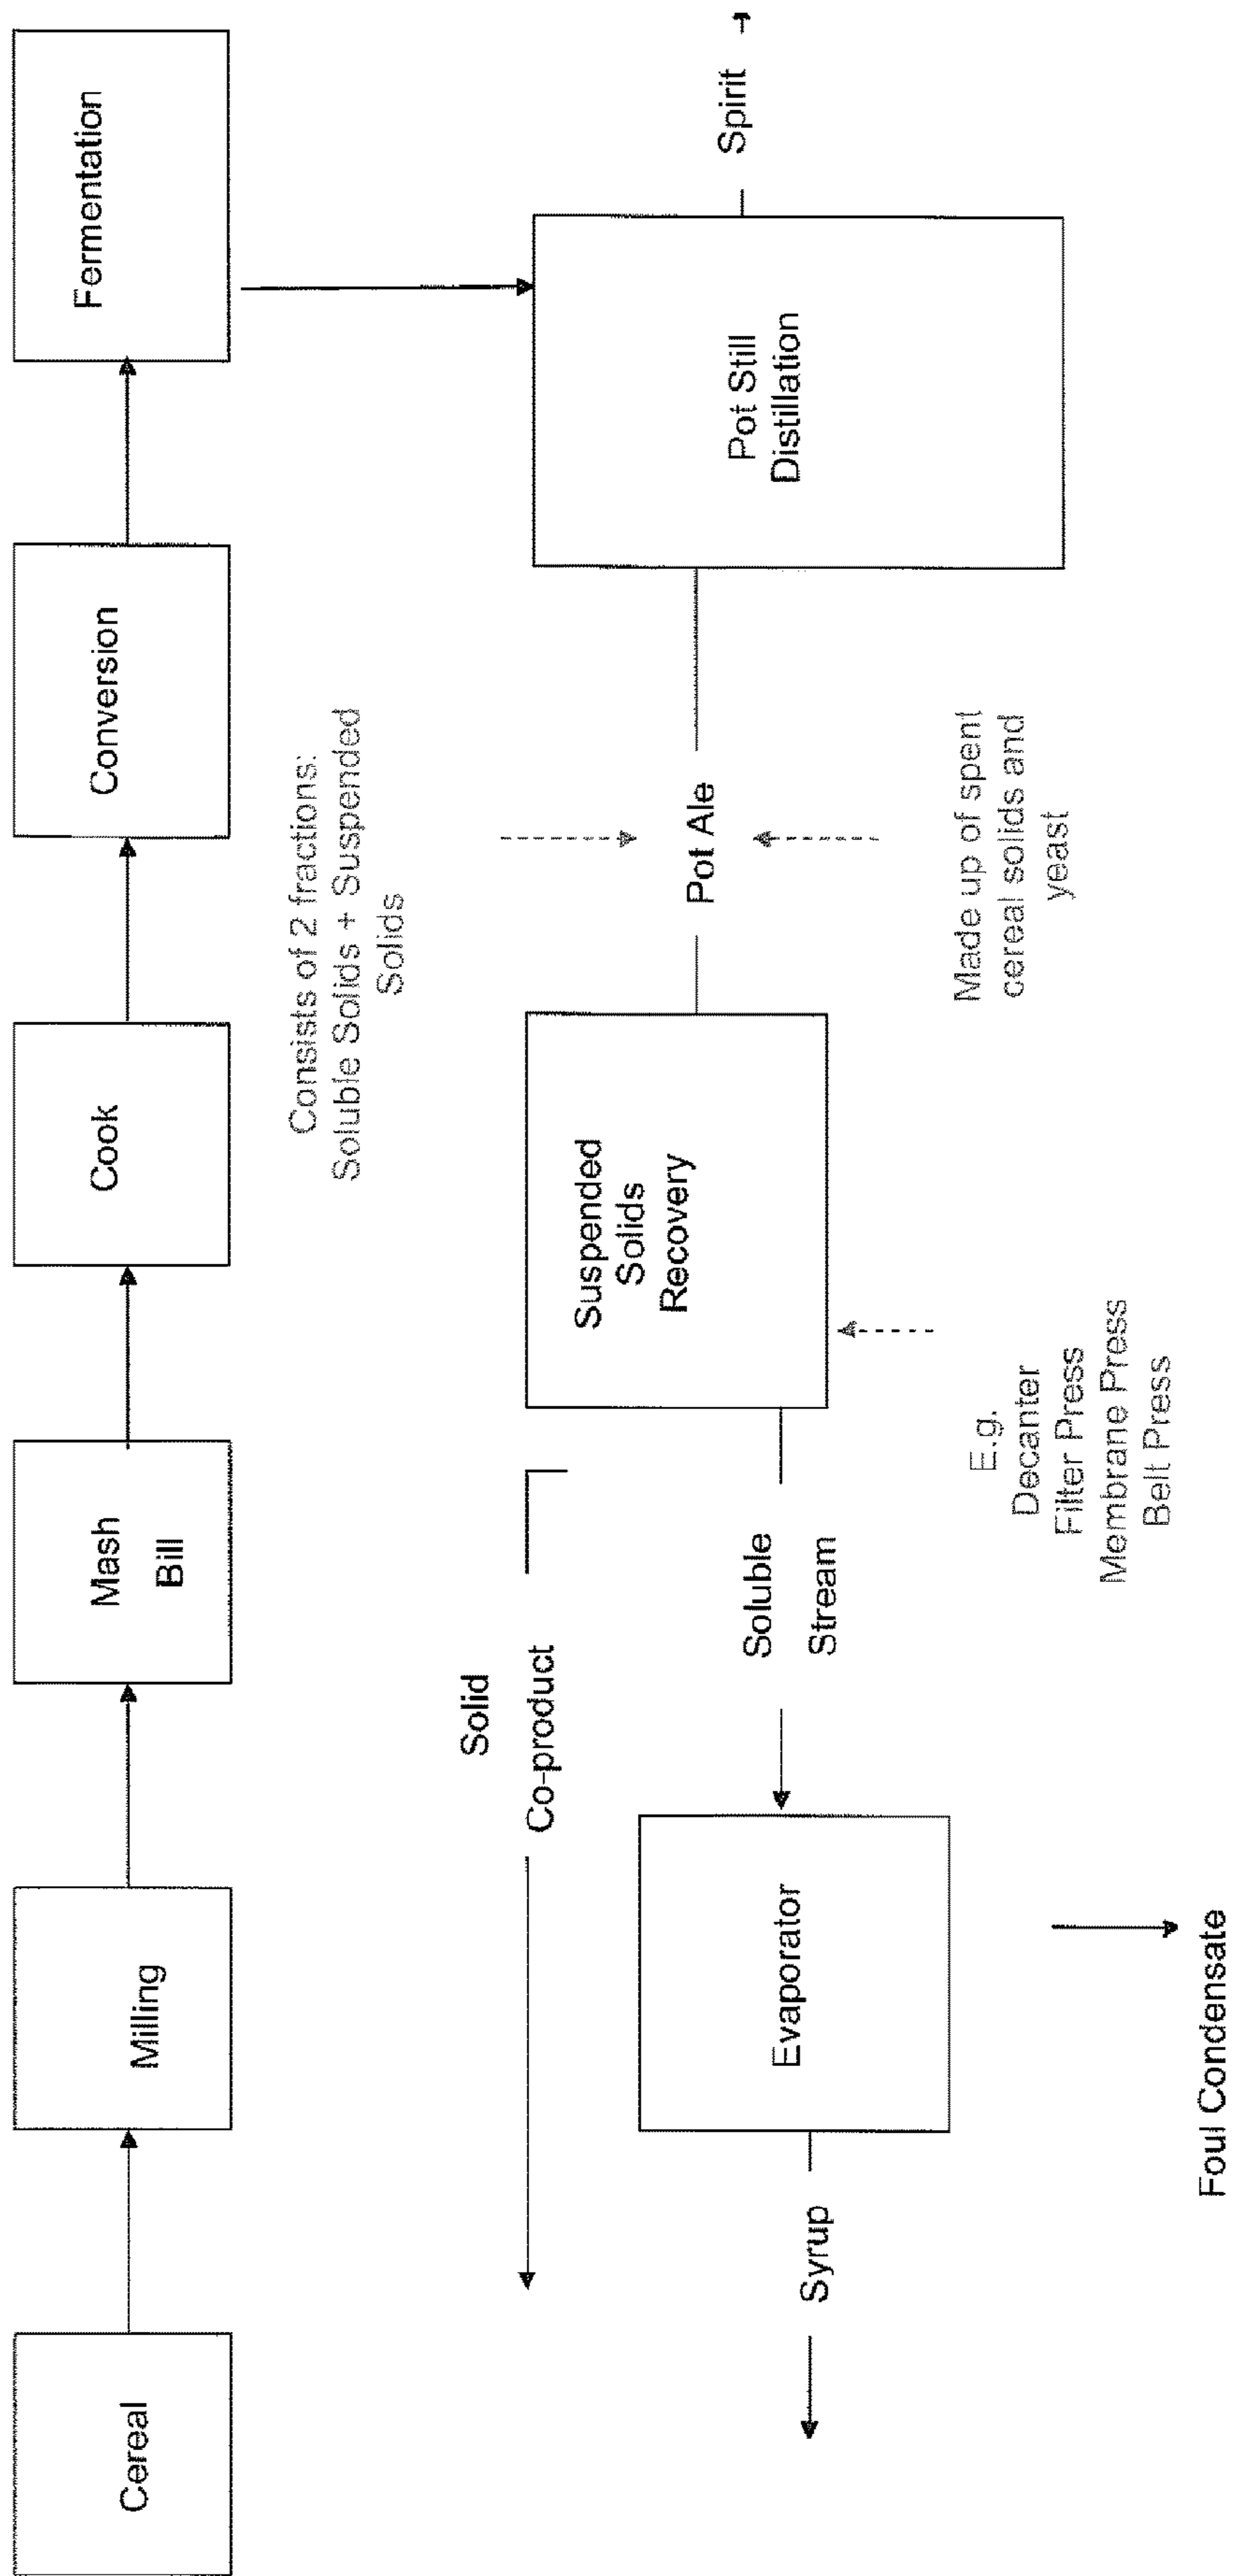 Cereal
Milling
Mash
Bill
Cook
Conversion
Fermentation
Consists of 2 fractions:
Soluble Solids + Suspended
Solids
Pot Still
Distillation
Spirit
Pot Ale
Made up of spent
cereal solids and
yeast
Suspended
Solids
Recovery
E.g.
Decanter
Filter Press
Membrane Press
Belt Press
Solid
Co-product
Soluble
Stream
Evaporator
Syrup
Foul Condensate